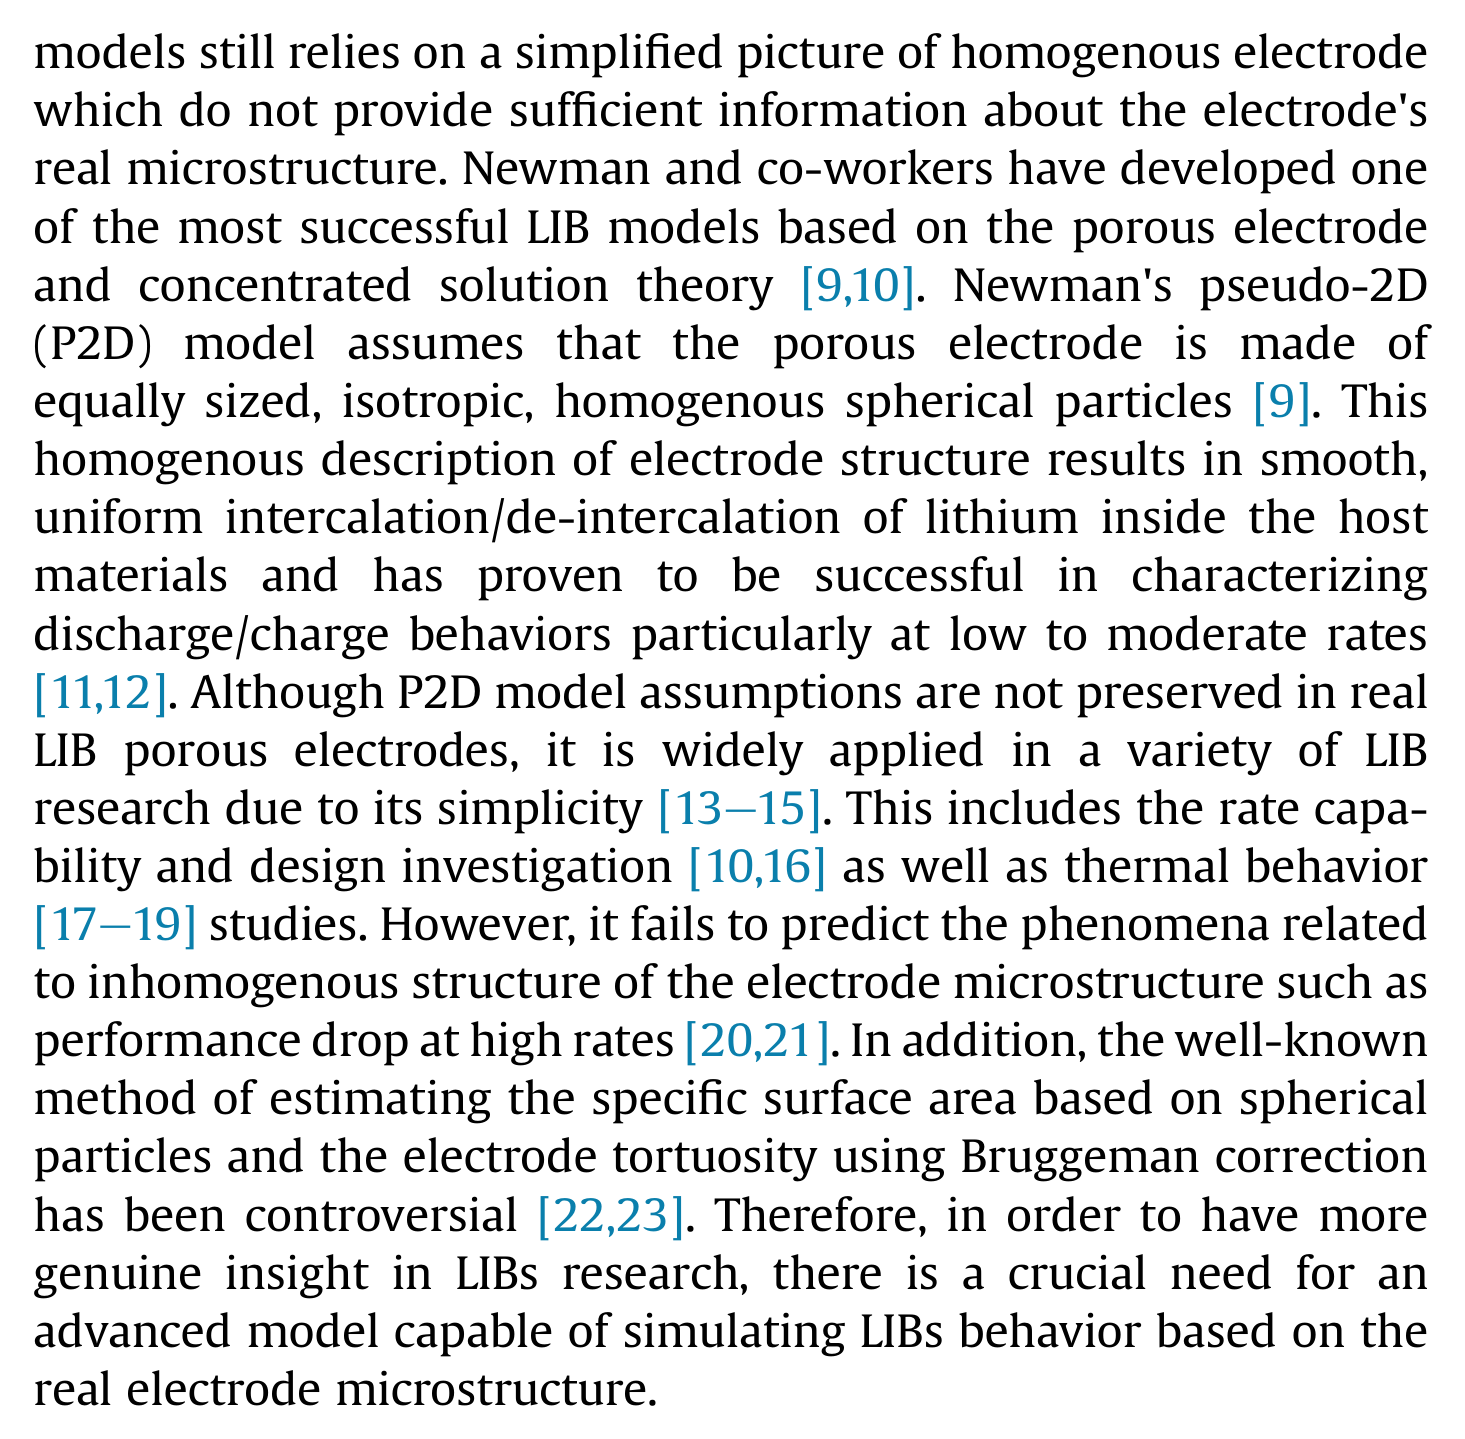 models still relies on a simplified picture of homogenous electrode
which do not provide sufficient information about the electrode's
real microstructure. Newman and co-workers have developed one
of the most successful LIB models based on the porous electrode
and concentrated solution theory [9,10]. Newman's pseudo-2D
(P2D) model assumes that the porous electrode is made of
equally sized, isotropic, homogenous spherical particles [9]. This
homogenous description of electrode structure results in smooth,
uniform intercalation/de-intercalation of lithium inside the host
materials and has proven to be successful in characterizing
discharge/charge behaviors particularly at low to moderate rates
[11,12]. Although P2D model assumptions are not preserved in real
LIB porous electrodes, it is widely applied in a variety of LIB
research due to its simplicity [13–15]. This includes the rate capa-
bility and design investigation [10,16] as well as thermal behavior
[17–19] studies. However, it fails to predict the phenomena related
to inhomogenous structure of the electrode microstructure such as
performance drop at high rates [20,21]. In addition, the well-known
method of estimating the specific surface area based on spherical
particles and the electrode tortuosity using Bruggeman correction
has been controversial [22,23]. Therefore, in order to have more
genuine insight in LIBs research, there is a crucial need for an
advanced model capable of simulating LIBs behavior based on the
real electrode microstructure.